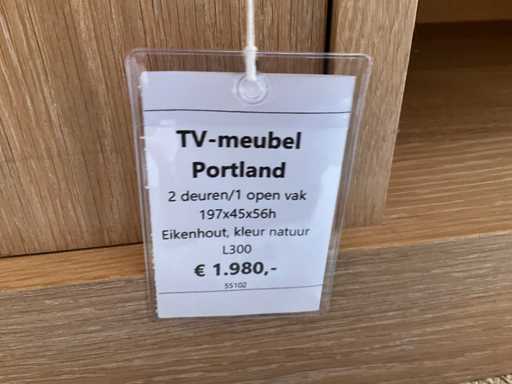 TV-meubel
Portland
2 deuren/1 open vak
197x45x56h
Eikenhout, kleur natuur
L300
€ 1.980,-
55102